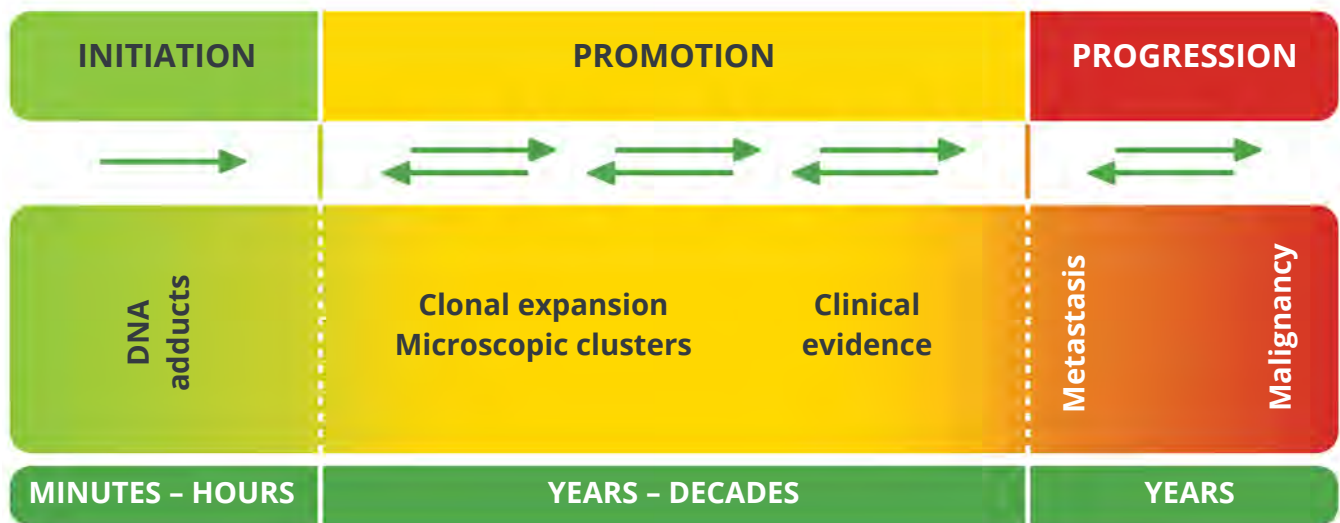 INITIATION
PROMOTION
PROGRESSION
DNA
adducts
Clonal expansion
Microscopic clusters
Clinical
evidence
Metastasis
Malignancy
MINUTES – HOURS
YEARS – DECADES
YEARS